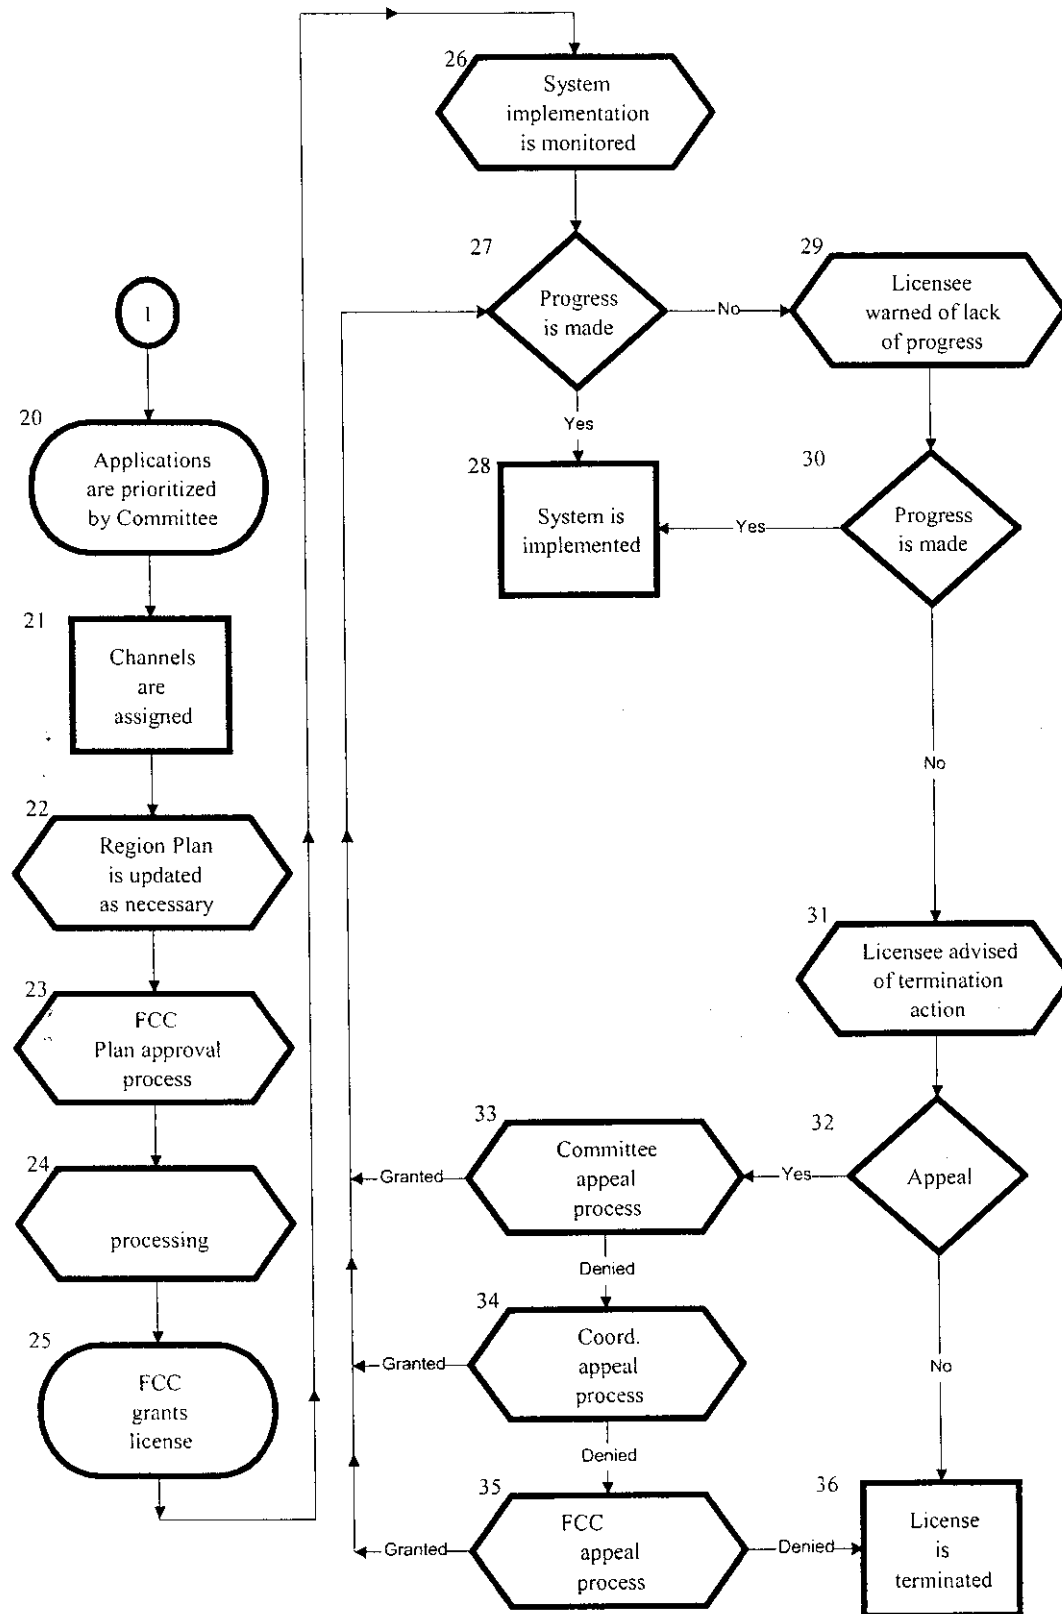 1
20
Applications
are prioritized
by Committee
21
Channels
are
assigned
22
Region Plan
is updated
as necessary
23
FCC
Plan approval
process
24
processing
25
FCC
grants
license
26
System
implementation
is monitored
27
Progress
is made
No
Yes
28
System is
implemented
29
Licensee
warned of lack
of progress
30
Progress
is made
Yes
No
31
Licensee advised
of termination
action
32
Appeal
Yes
No
33
Committee
appeal
process
Granted
Denied
34
Coord.
appeal
process
Granted
Denied
35
FCC
appeal
process
Granted
Denied
36
License
is
terminated